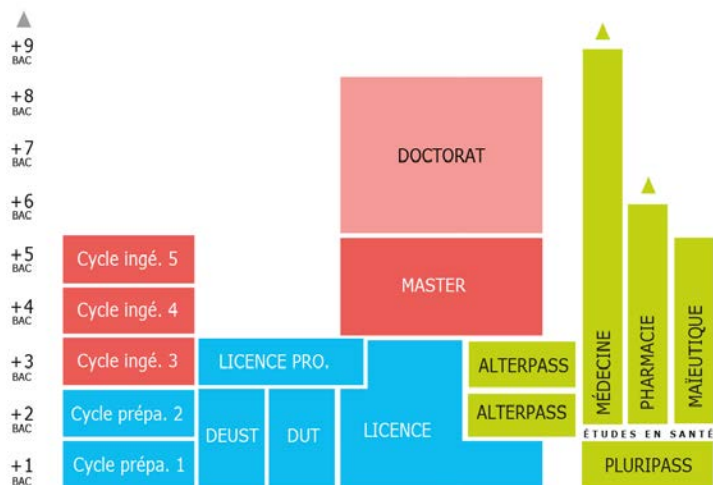 +9
BAC
+8
BAC
+7
BAC
+6
BAC
+5
BAC
+4
BAC
+3
BAC
+2
BAC
+1
BAC
DOCTORAT
Cycle ingé. 5
MASTER
Cycle ingé. 4
Cycle ingé. 3
LICENCE PRO.
ALTERPASS
Cycle prépa. 2
DEUST
DUT
LICENCE
ALTERPASS
Cycle prépa. 1
MÉDECINE
PHARMACIE
MAÏEUTIQUE
ÉTUDES EN SANTÉ
PLURIPASS